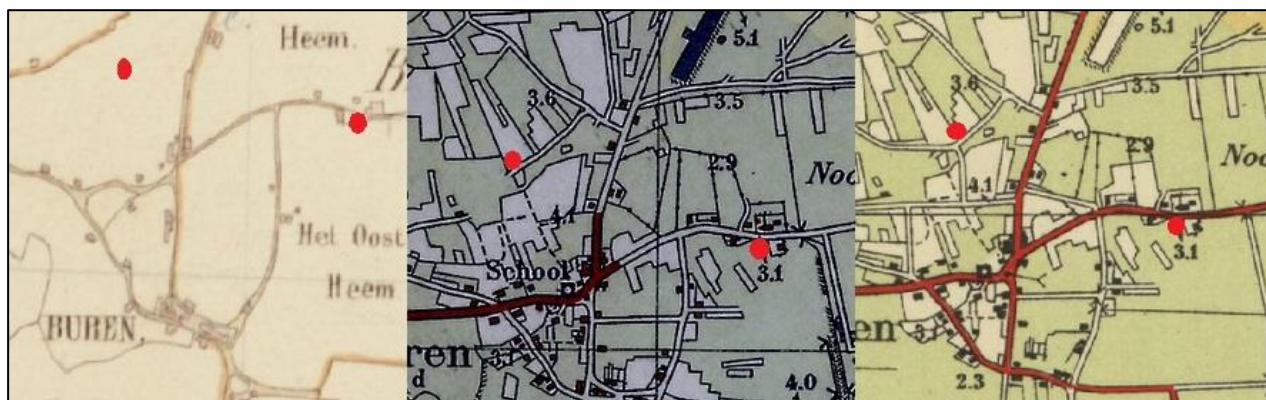 C.
Heem.
B
Het Oost
Heem
BUREN,
5.1
3.6
3.5
2.9
Noo
4.1
School
3.1
ren
3.1
d
4.0
5.1
3.6
3.5
2.9
Noo
4.1
3.1
en
2.3